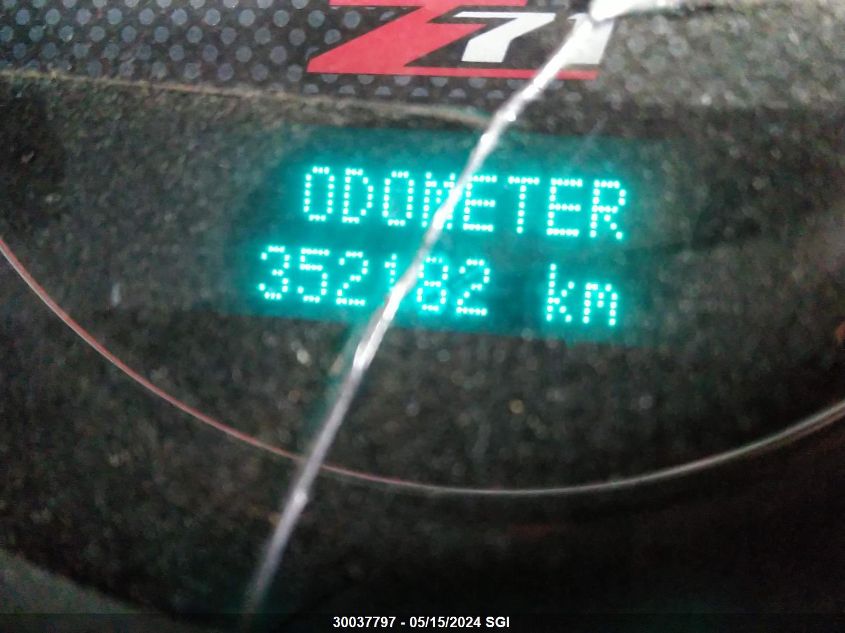 Z71
ODOMETER
352182 km
30037797 - 05/15/2024 SGI